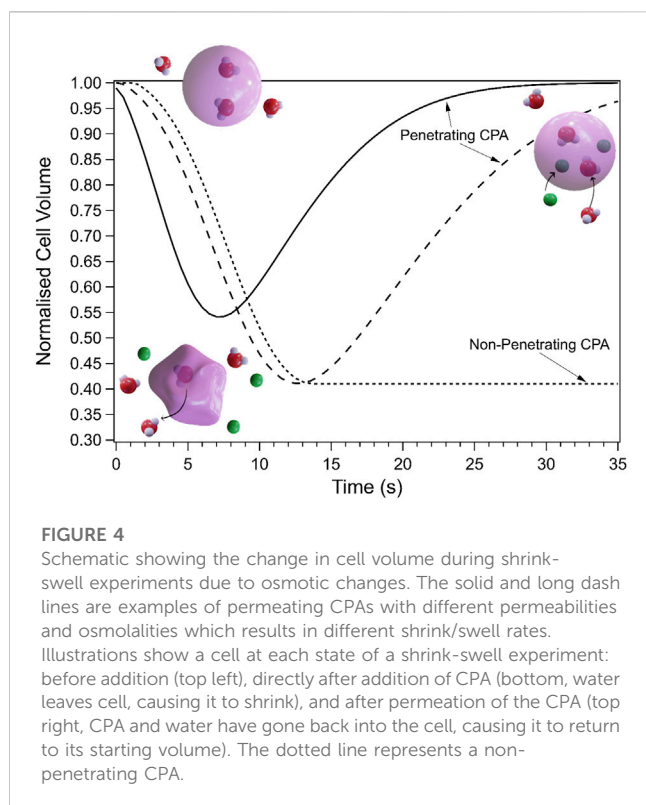 1.00
0.95
0.90
0.85
0.80
0.75
0.70
0.65
0.60
0.55
0.50
0.45
0.40
0.35
0.30
Normalised Cell Volume
Penetrating CPA
Non-Penetrating CPA
0 5 10 15 20 25 30 35
Time (s)
FIGURE 4
Schematic showing the change in cell volume during shrink-
swell experiments due to osmotic changes. The solid and long dash
lines are examples of permeating CPAs with different permeabilities
and osmolalities which results in different shrink/swell rates.
Illustrations show a cell at each state of a shrink-swell experiment:
before addition (top left), directly after addition of CPA (bottom, water
leaves cell, causing it to shrink), and after permeation of the CPA (top
right, CPA and water have gone back into the cell, causing it to return
to its starting volume). The dotted line represents a non-
penetrating CPA.